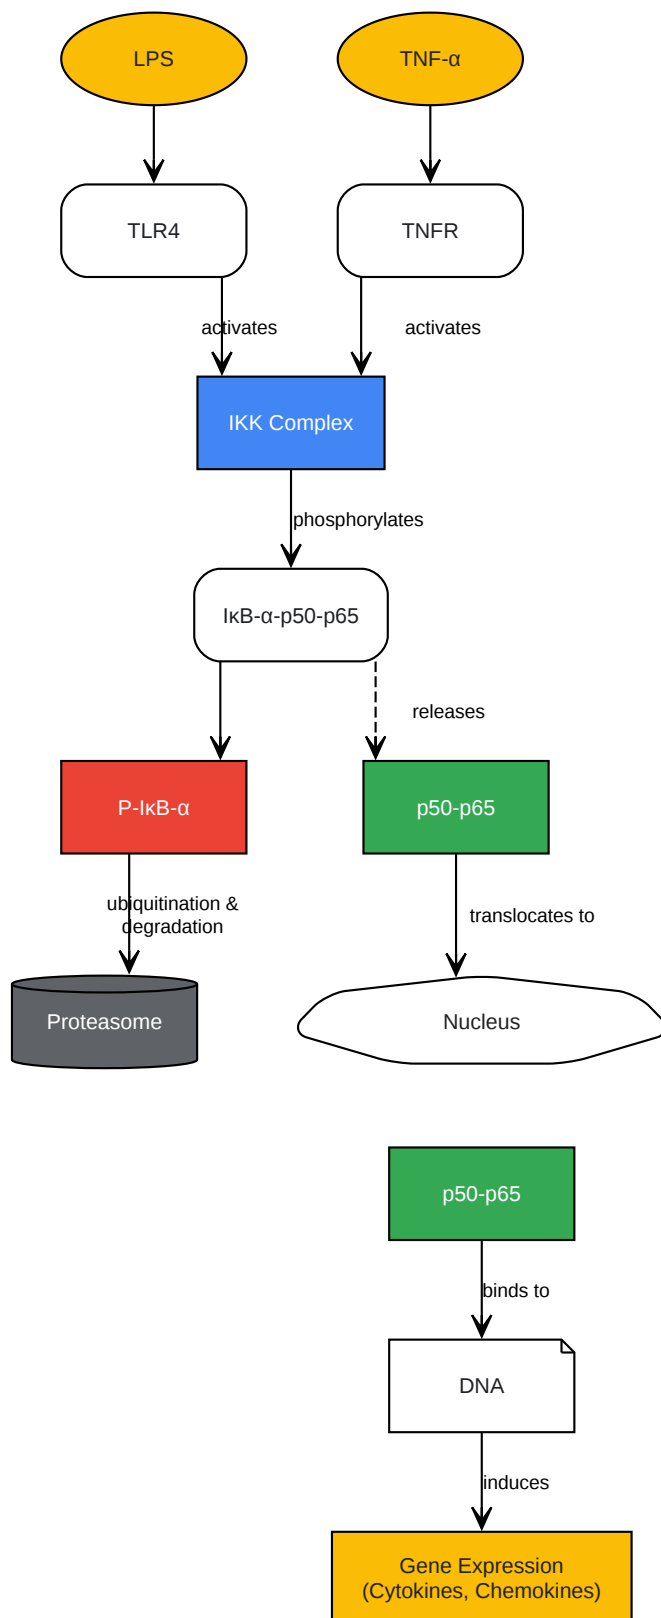 LPS
TNF-α
TLR4
TNFR
activates
activates
IKK Complex
phosphorylates
IκB-α-p50-p65
releases
P-IκB-α
p50-p65
ubiquitination &
degradation
translocates to
Proteasome
Nucleus
p50-p65
binds to
DNA
induces
Gene Expression
(Cytokines, Chemokines)